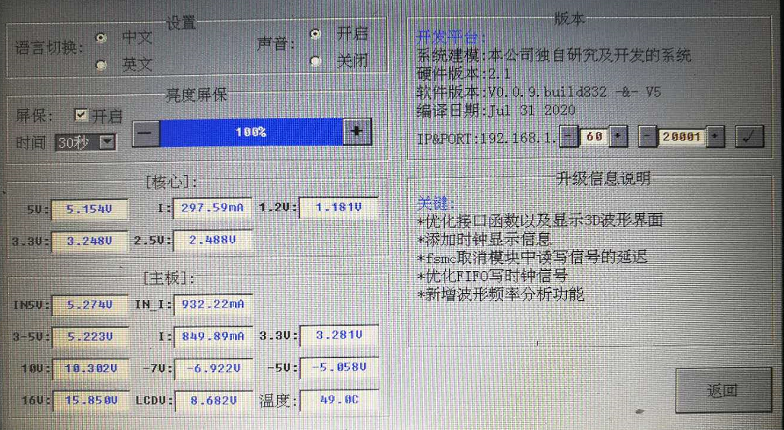 设置
语言切换: 中文 英文
声音: 开启 关闭
亮度屏保
屏保: 开启
时间 30秒
— 100% +
[核心]:
5V: 5.154V I: 297.59mA 1.2V: 1.181V
3.3V: 3.248V 2.5V: 2.488V
[主板]:
IN5V: 5.274V IN_I: 932.22mA
3-5V: 5.223V I: 849.89mA 3.3V: 3.281V
10V: 10.302V -7V: -6.922V -5V: -5.058V
16V: 15.850V LCDV: 8.682V 温度: 49.0C
版本
开发平台:
系统建模:本公司独自研究及开发的系统
硬件版本:2.1
软件版本:V0.0.9.build832 -&- V5
编译日期:Jul 31 2020
IP&PORT:192.168.1. - 60 + - 20001 + ✓
升级信息说明
关键:
*优化接口函数以及显示3D波形界面
*添加时钟显示信息
*fsmc取消模块中读写信号的延迟
*优化FIFO写时钟信号
*新增波形频率分析功能
返回